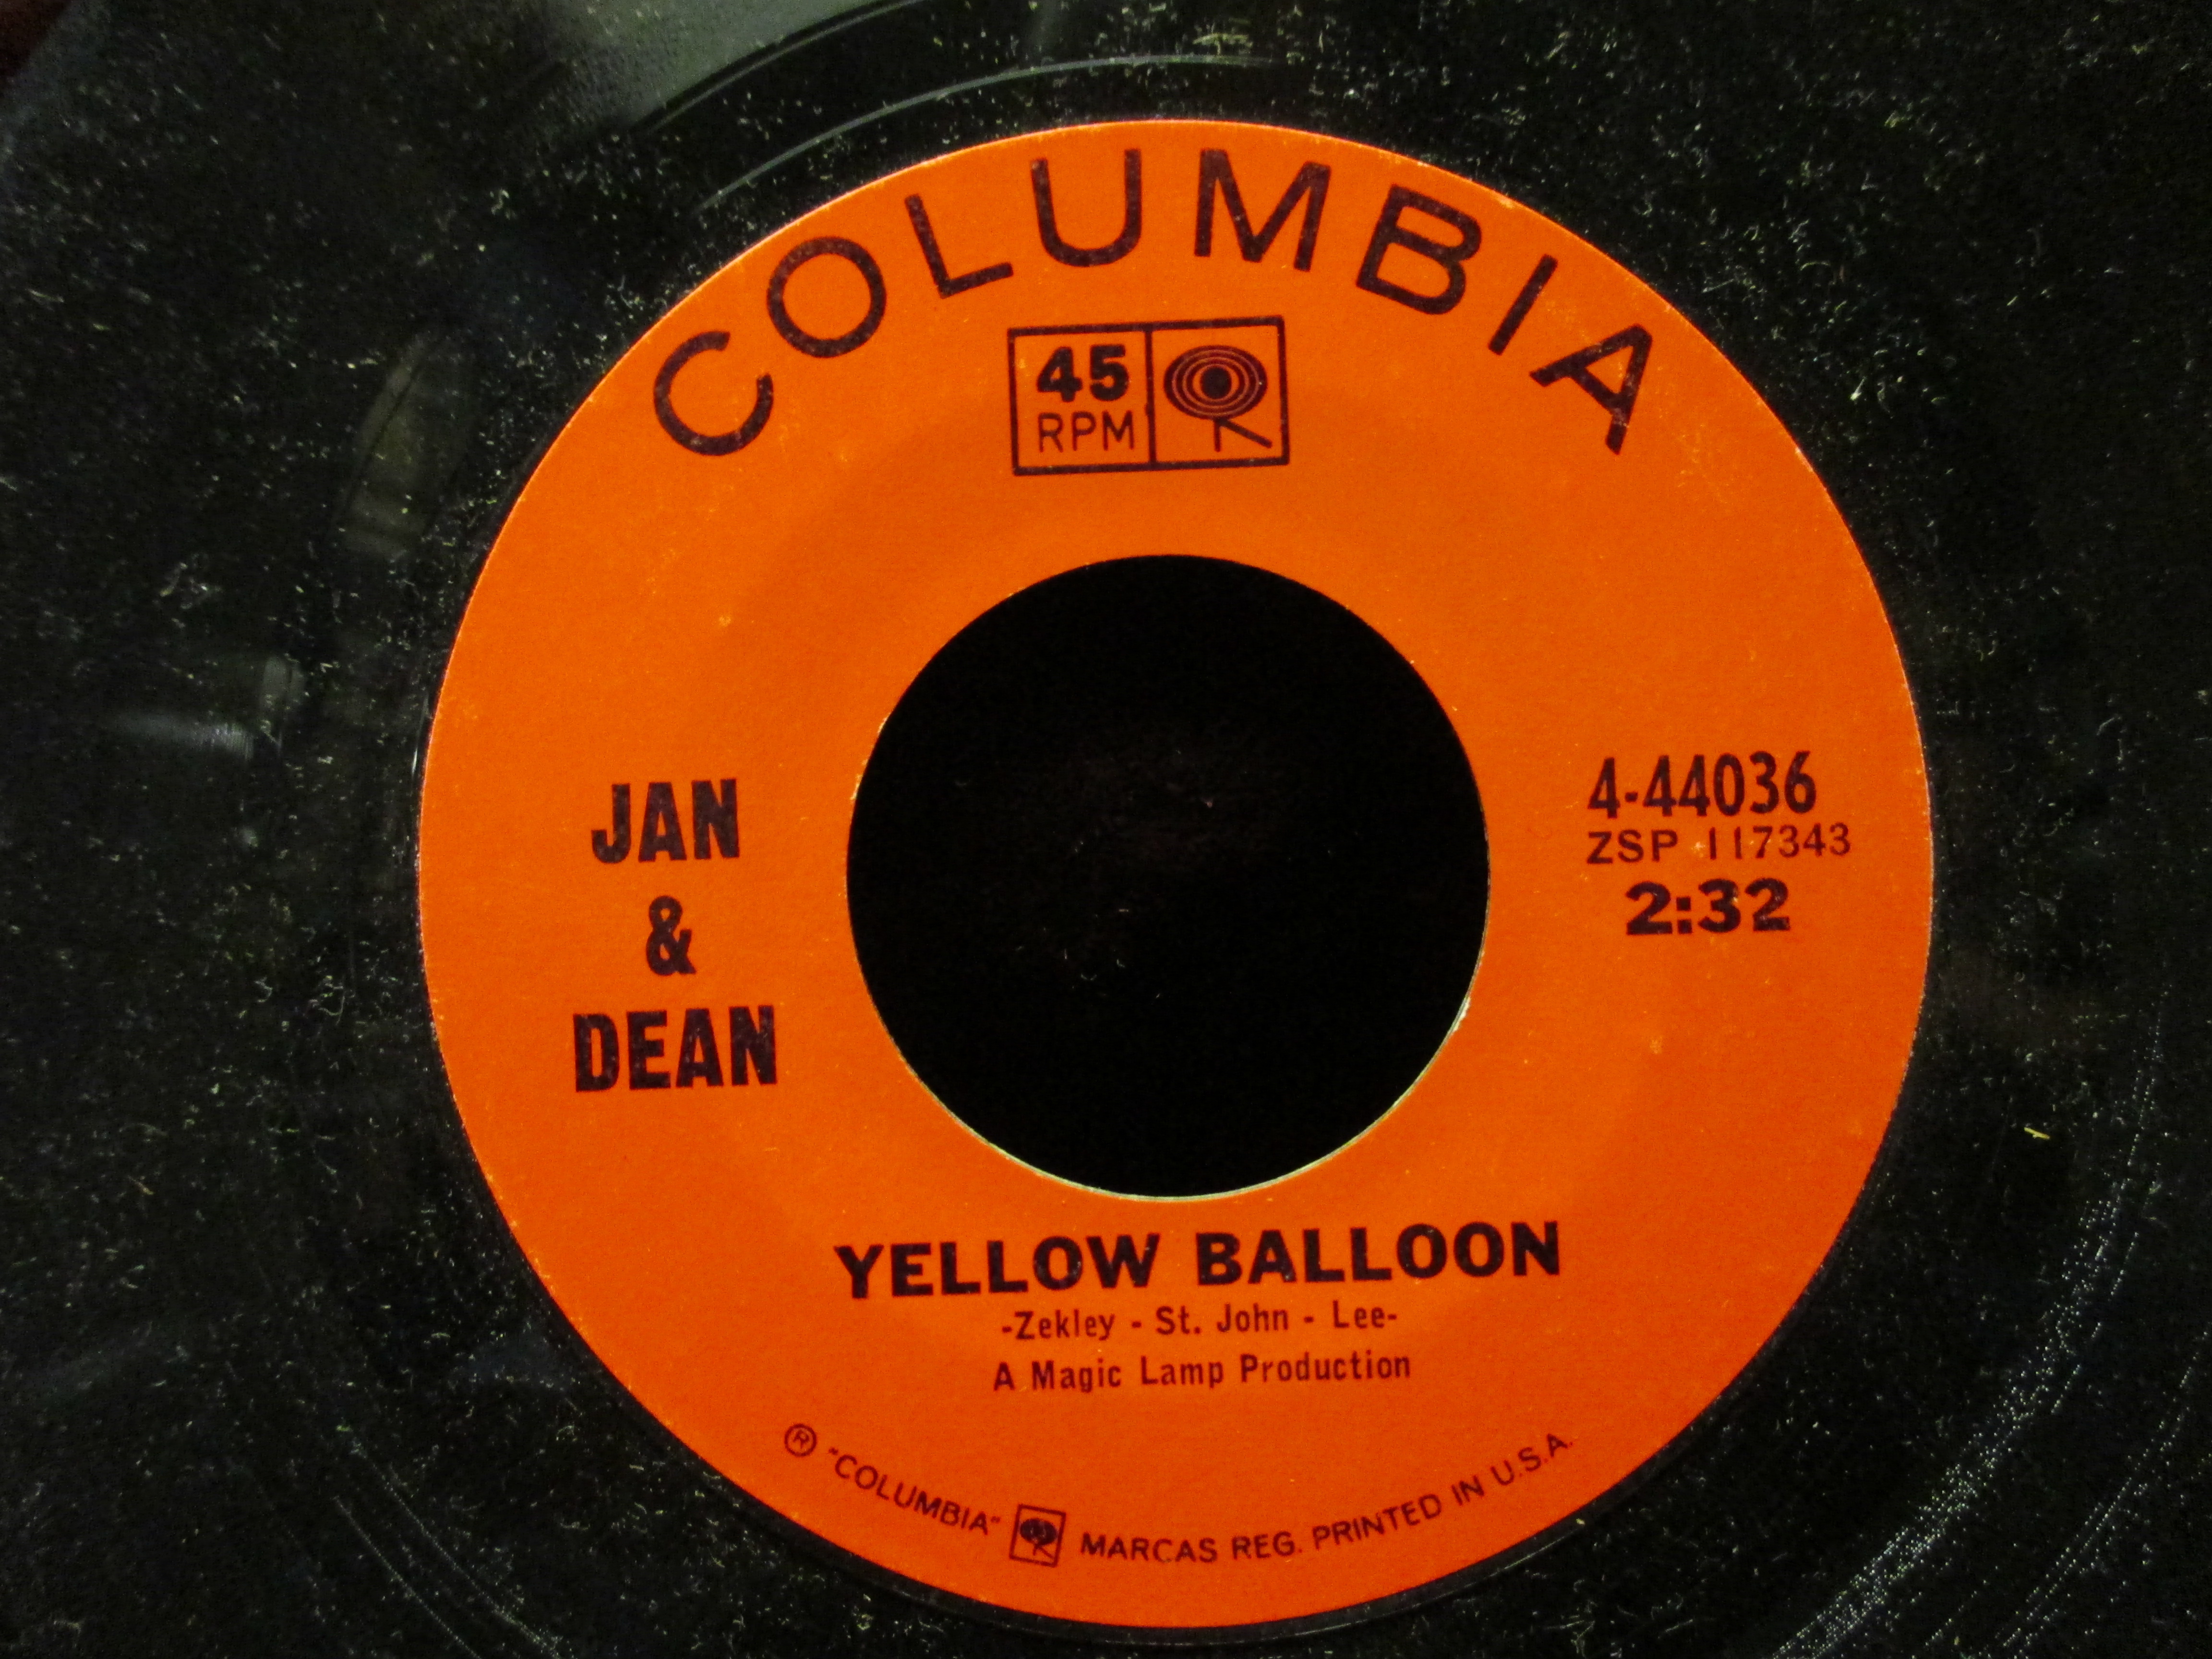 COLUMBIA
45
RPM
JAN
&
DEAN
4-44036
ZSP 117343
2:32
YELLOW BALLOON
-Zekley - St. John - Lee-
A Magic Lamp Production
® "COLUMBIA" MARCAS REG. PRINTED IN U.S.A.